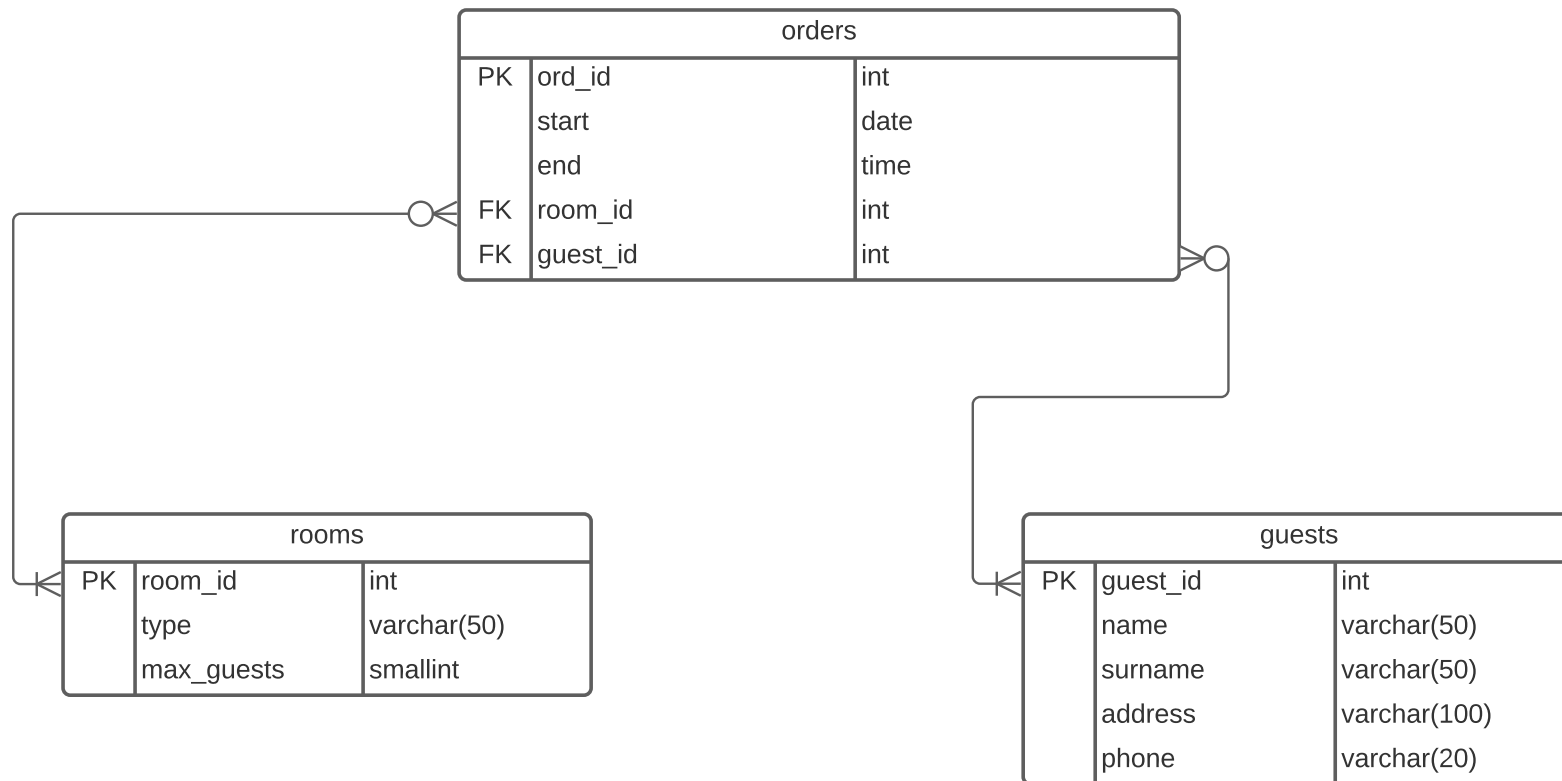 orders
PK ord_id int
start date
end time
FK room_id int
FK guest_id int
rooms
PK room_id int
type varchar(50)
max_guests smallint
guests
PK guest_id int
name varchar(50)
surname varchar(50)
address varchar(100)
phone varchar(20)